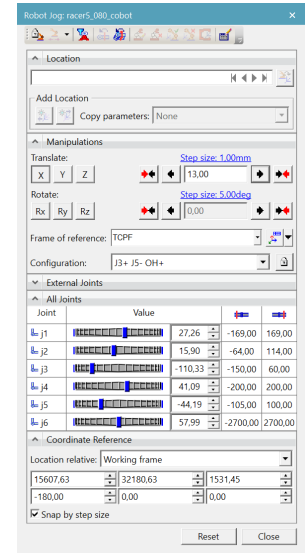 Robot Jog: racer5_080_cobot
Location
Add Location
Copy parameters: None
Manipulations
Translate: Step size: 1.00mm
X Y Z 13,00
Rotate: Step size: 5.00deg
Rx Ry Rz 0,00
Frame of reference: TCPF
Configuration: J3+ J5- OH+
External Joints
All Joints
Joint Value
j1 27,26 -169,00 169,00
j2 15,90 -64,00 114,00
j3 -110,33 -150,00 60,00
j4 41,09 -200,00 200,00
j5 -44,19 -105,00 100,00
j6 57,99 -2700,00 2700,00
Coordinate Reference
Location relative: Working frame
15607,63 32180,63 1531,45
-180,00 0,00 0,00
Snap by step size
Reset Close